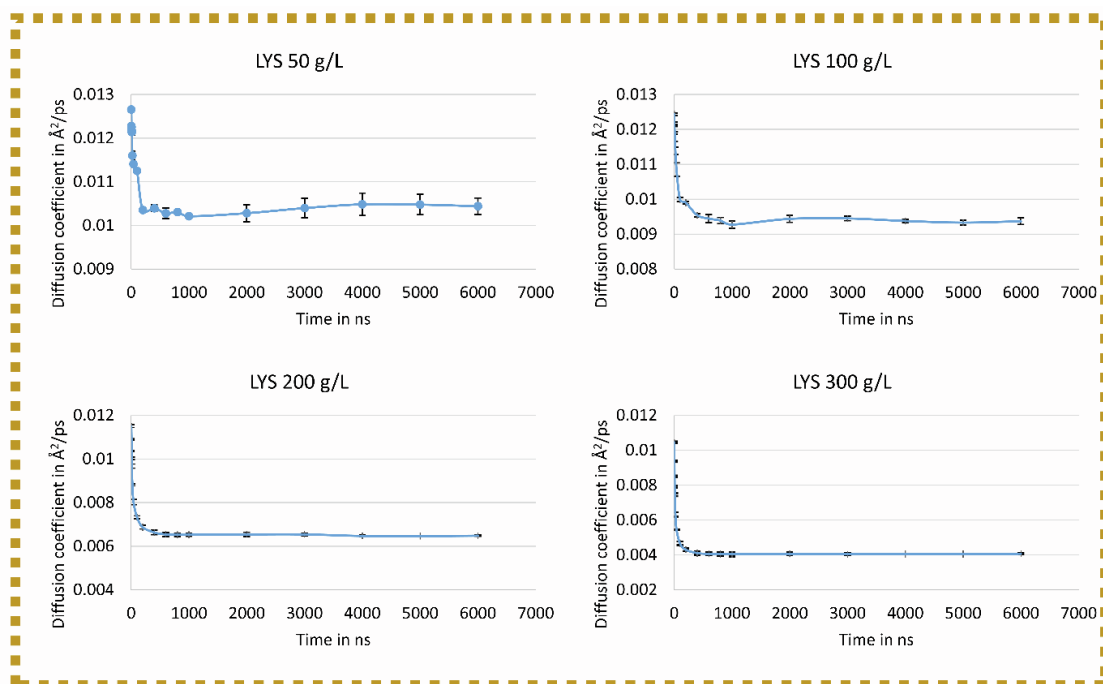 LYS 50 g/L
Diffusion coefficient in Å²/ps
0.013
0.012
0.011
0.01
0.009
0 1000 2000 3000 4000 5000 6000 7000
Time in ns
LYS 100 g/L
Diffusion coefficient in Å²/ps
0.013
0.012
0.011
0.01
0.009
0.008
0 1000 2000 3000 4000 5000 6000 7000
Time in ns
LYS 200 g/L
Diffusion coefficient in Å²/ps
0.012
0.01
0.008
0.006
0.004
0 1000 2000 3000 4000 5000 6000 7000
Time in ns
LYS 300 g/L
Diffusion coefficient in Å²/ps
0.012
0.01
0.008
0.006
0.004
0.002
0 1000 2000 3000 4000 5000 6000 7000
Time in ns